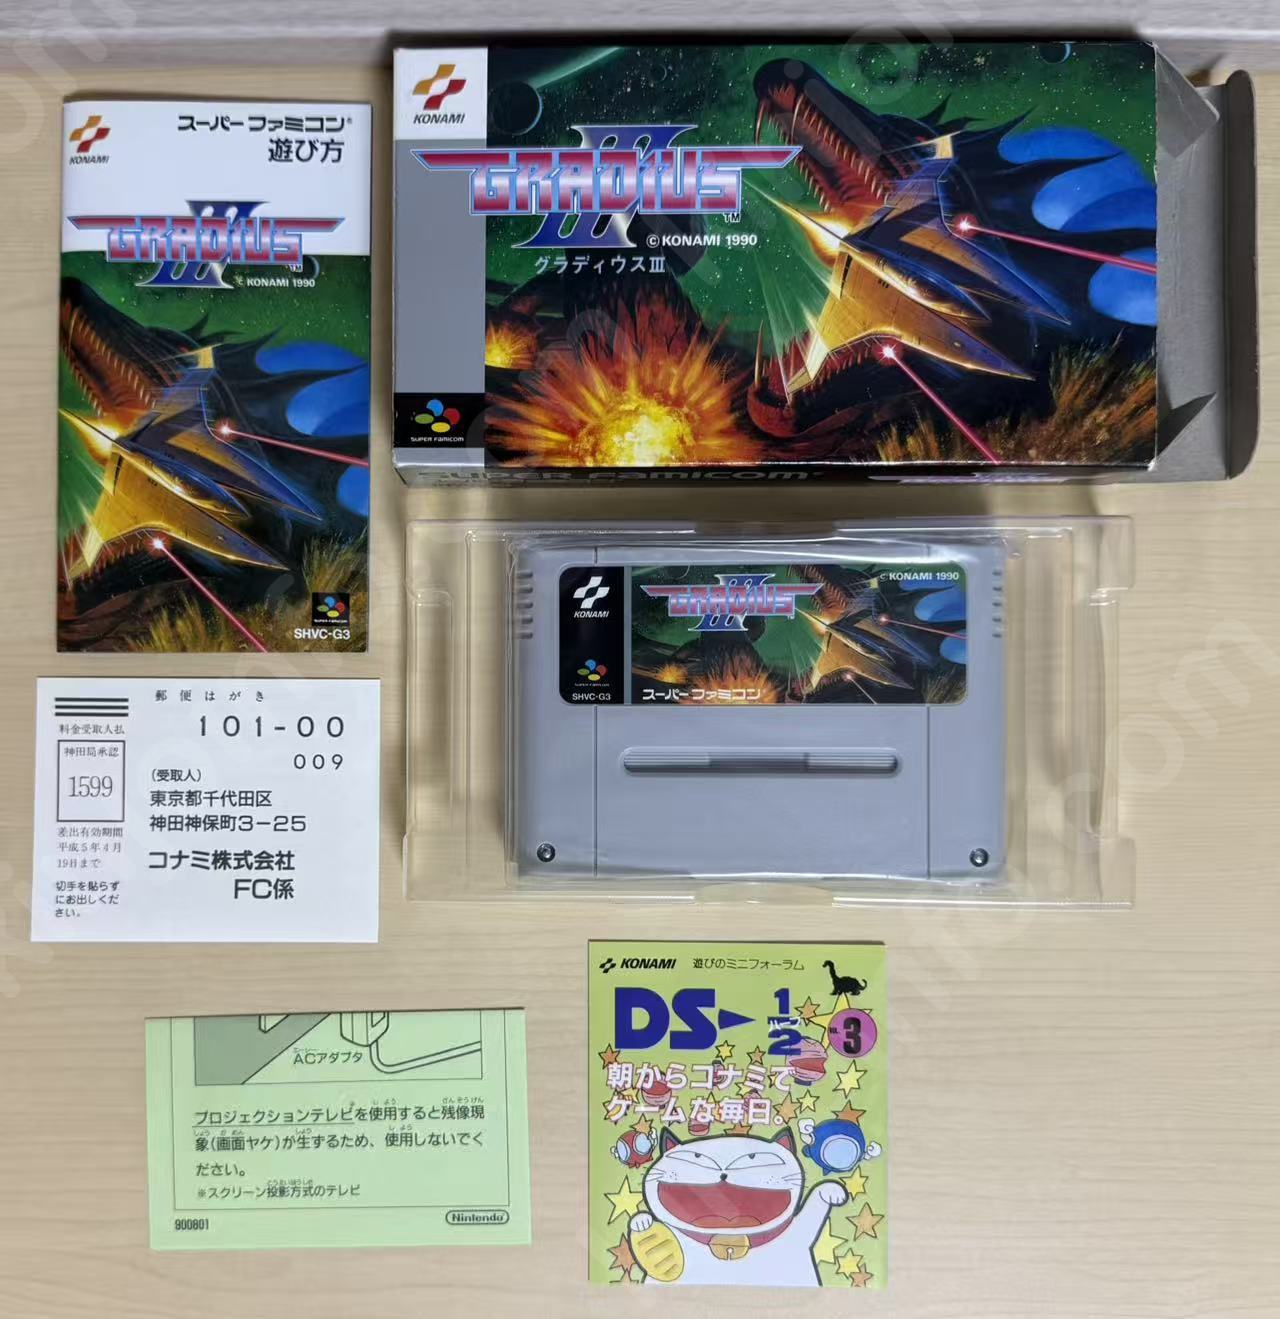 KONAMI
スーパーファミコン®
遊び方
GRADIUS III
TM
© KONAMI 1990
SHVC-G3
KONAMI
GRADIUS III
TM
© KONAMI 1990
グラディウスIII
SUPER FAMICOM
SUPER FAMICOM
KONAMI
GRADIUS III
© KONAMI 1990
SUPER FAMICOM
SHVC-G3
スーパーファミコン
郵便はがき
101-00
009
料金受取人払
神田局承認
1599
差出有効期間
平成5年4月
19日まで
切手を貼らず
にお出しくだ
さい。
(受取人)
東京都千代田区
神田神保町3-25
コナミ株式会社
FC係
ACアダプタ
プロジェクションテレビを使用すると残像現
象(画面ヤケ)が生するため、使用しないでく
ださい。
※スクリーン投影方式のテレビ
900801
Nintendo
KONAMI 遊びのミニフォーラム
DS-1/2
ハーフ
VOL. 3
朝からコナミで
ゲームな毎日。